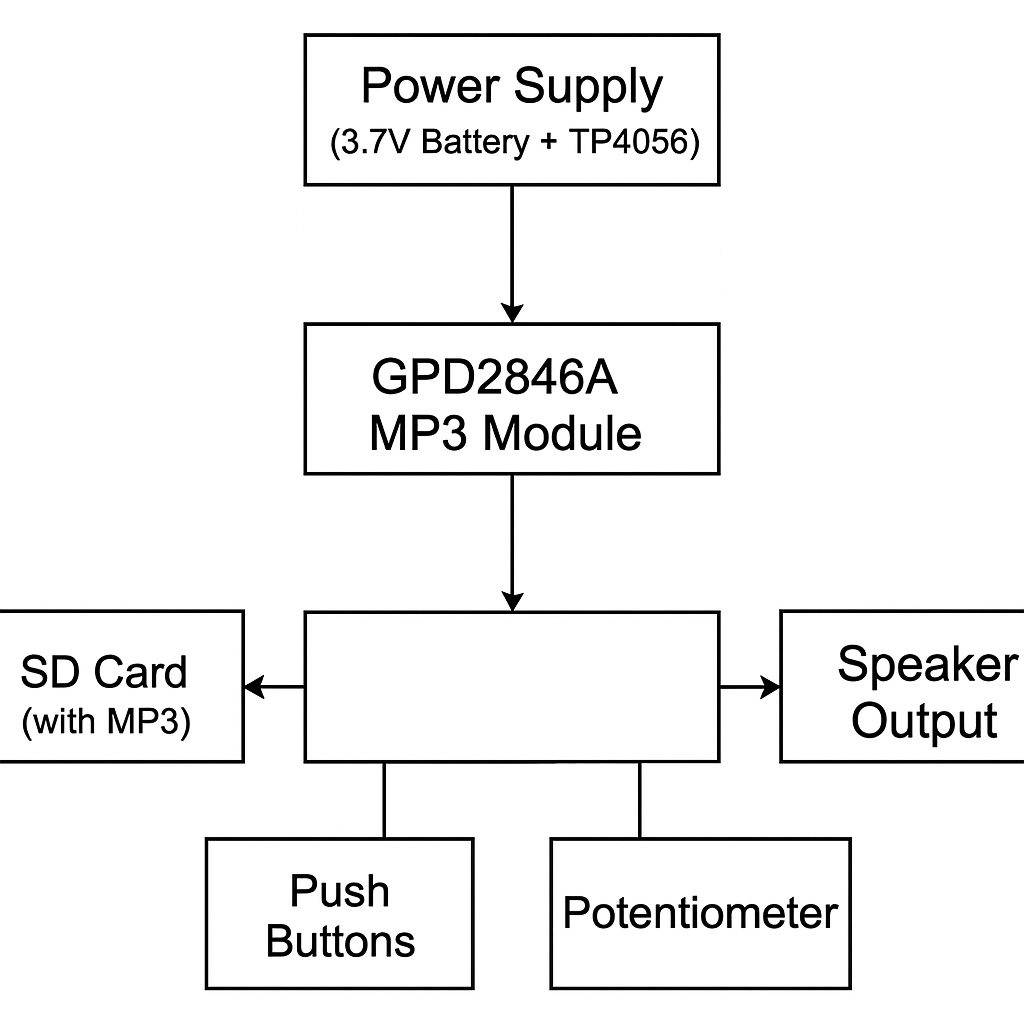 Power Supply
(3.7V Battery + TP4056)
GPD2846A
MP3 Module
SD Card
(with MP3)
Speaker
Output
Push
Buttons
Potentiometer